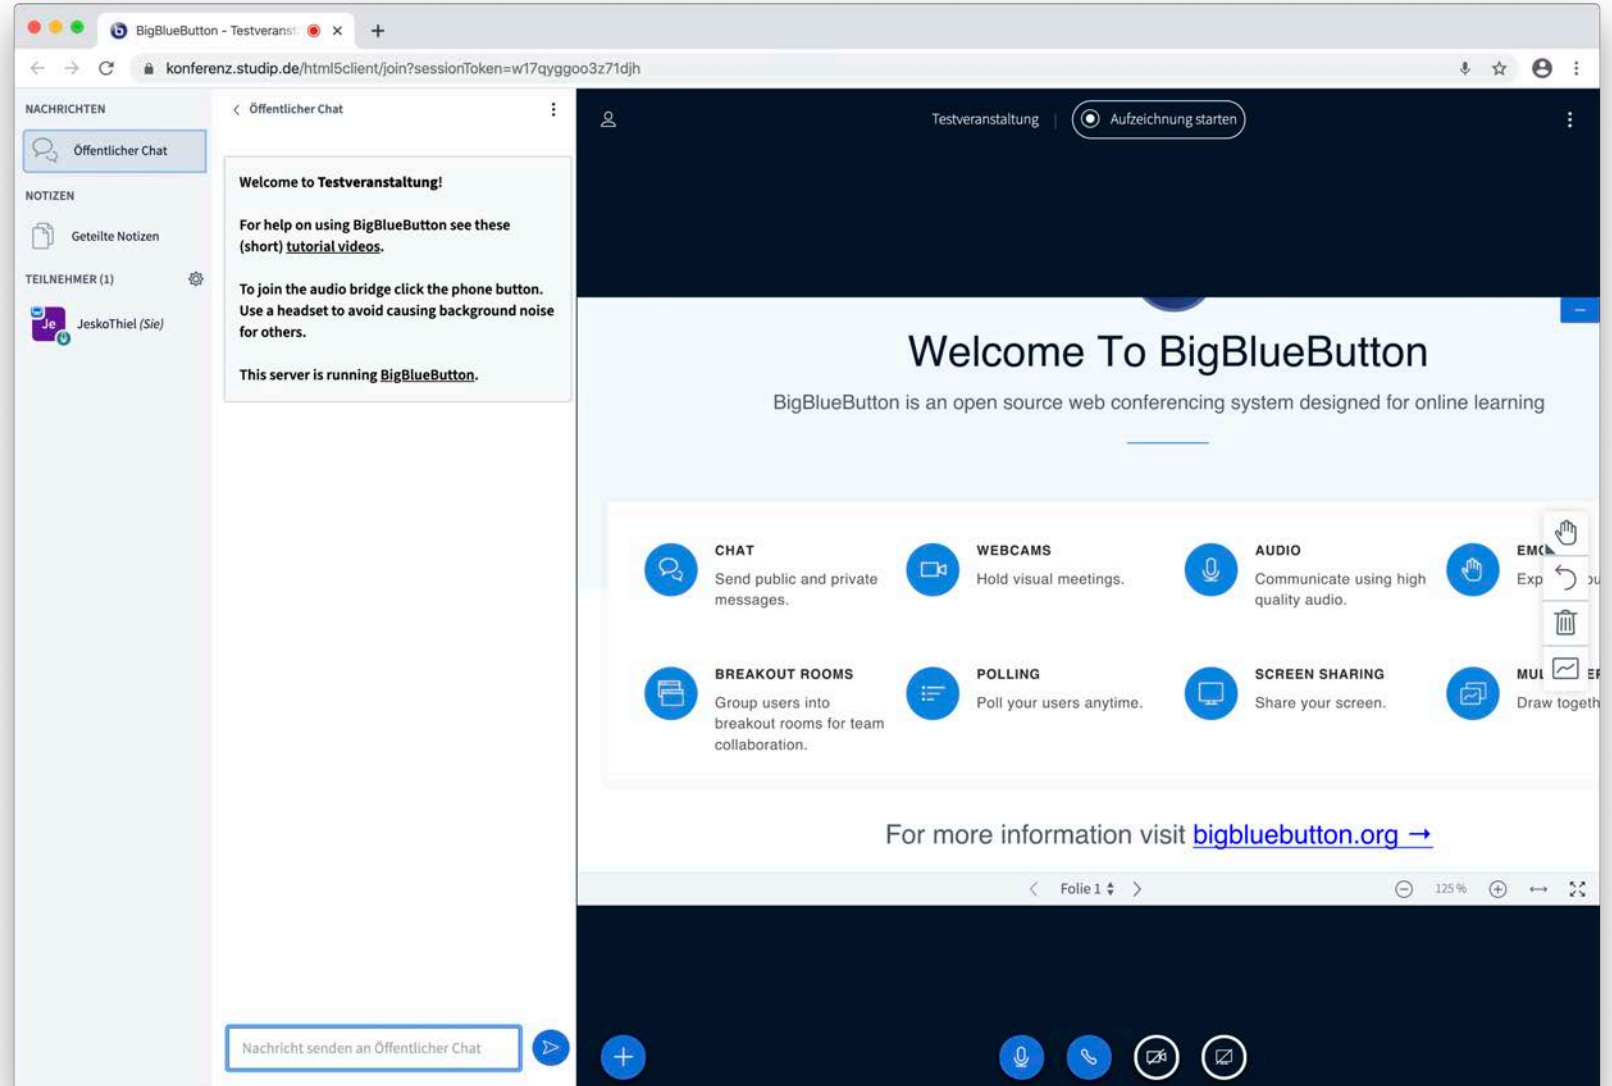 BigBlueButton - Testveranst
konferenz.studip.de/html5client/join?sessionToken=w17qyggoo3z71djh
NACHRICHTEN
Öffentlicher Chat
NOTIZEN
Geteilte Notizen
TEILNEHMER (1)
Je
JeskoThiel (Sie)
Öffentlicher Chat
Welcome to Testveranstaltung!
For help on using BigBlueButton see these
(short) tutorial videos.
To join the audio bridge click the phone button.
Use a headset to avoid causing background noise
for others.
This server is running BigBlueButton.
Nachricht senden an Öffentlicher Chat
Testveranstaltung
Aufzeichnung starten
Welcome To BigBlueButton
BigBlueButton is an open source web conferencing system designed for online learning
CHAT
Send public and private
messages.
WEBCAMS
Hold visual meetings.
AUDIO
Communicate using high
quality audio.
BREAKOUT ROOMS
Group users into
breakout rooms for team
collaboration.
POLLING
Poll your users anytime.
SCREEN SHARING
Share your screen.
Draw
For more information visit bigbluebutton.org →
Folie 1
125 %